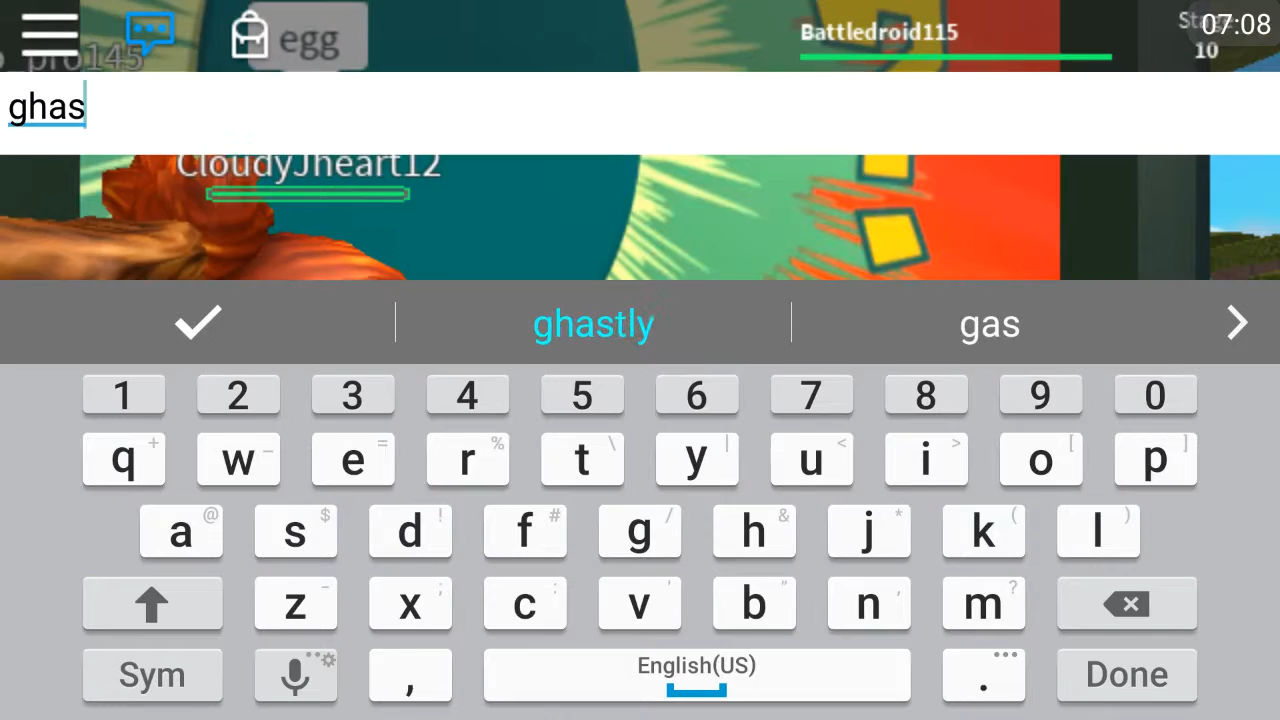 pro145
egg
Battledroid115
07:08
10
ghas
CloudyJheart12
ghastly
gas
1 2 3 4 5 6 7 8 9 0
q + w - e = r % t \ y | u < i > o [ p ]
a @ s $ d ! f # g / h & j * k ( l )
z - x ; c : v ' b " n , m ?
Sym , English(US) . Done